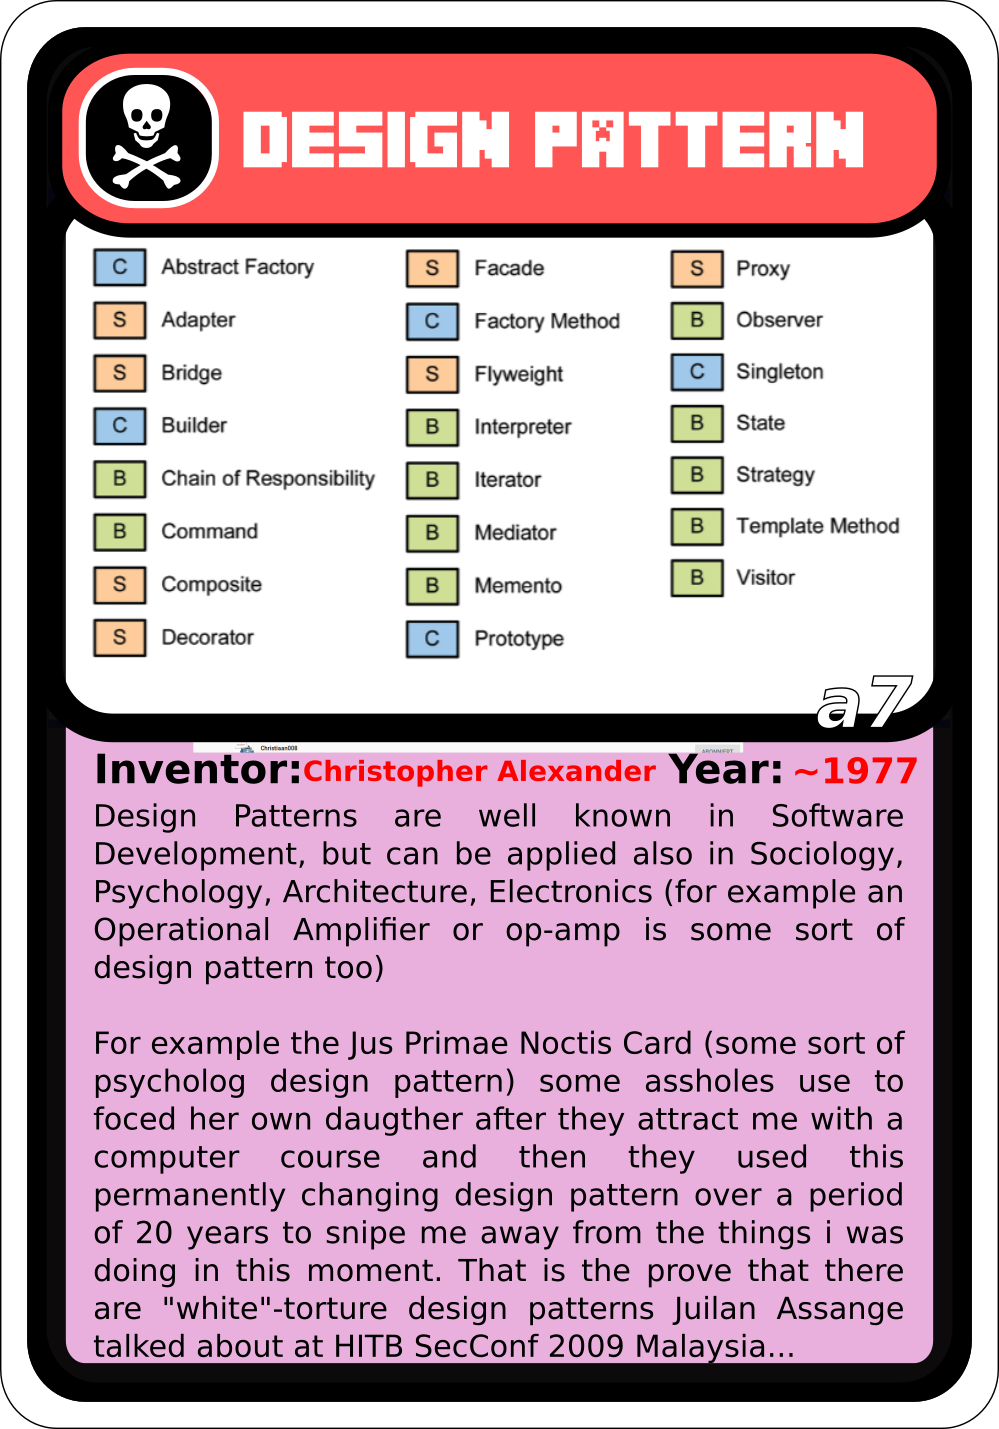 DESIGN PATTERN
C Abstract Factory
S Adapter
S Bridge
C Builder
B Chain of Responsibility
B Command
S Composite
S Decorator
S Facade
C Factory Method
S Flyweight
B Interpreter
B Iterator
B Mediator
B Memento
C Prototype
S Proxy
B Observer
C Singleton
B State
B Strategy
B Template Method
B Visitor
a7
Christiaan008
ABONNIERT
Inventor:Christopher Alexander Year: ~1977
Design Patterns are well known in Software
Development, but can be applied also in Sociology,
Psychology, Architecture, Electronics (for example an
Operational Amplifier or op-amp is some sort of
design pattern too)
For example the Jus Primae Noctis Card (some sort of
psycholog design pattern) some assholes use to
foced her own daugther after they attract me with a
computer course and then they used this
permanently changing design pattern over a period
of 20 years to snipe me away from the things i was
doing in this moment. That is the prove that there
are "white"-torture design patterns Juilan Assange
talked about at HITB SecConf 2009 Malaysia...